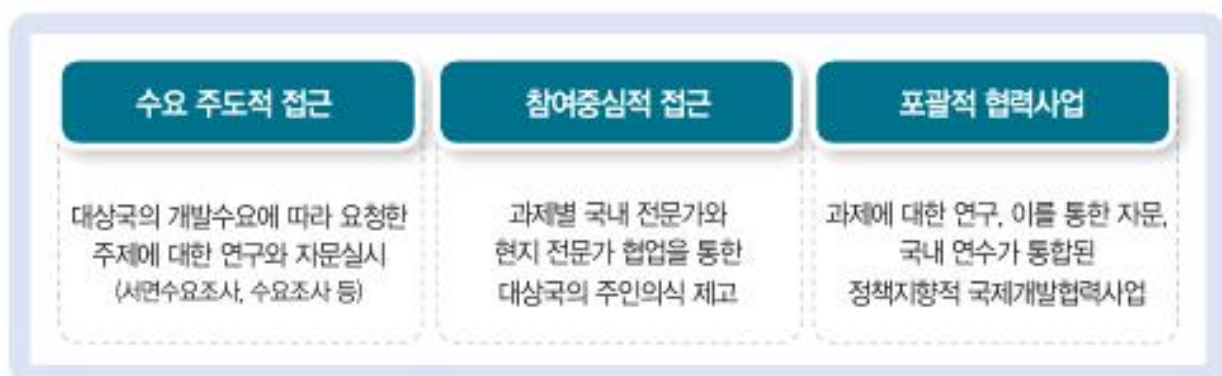 수요 주도적 접근
대상국의 개발수요에 따라 요청한
주제에 대한 연구와 자문실시
(서면수요조사, 수요조사 등)
참여중심적 접근
과제별 국내 전문가와
현지 전문가 협업을 통한
대상국의 주인의식 제고
포괄적 협력사업
과제에 대한 연구, 이를 통한 자문,
국내 연수가 통합된
정책지향적 국제개발협력사업